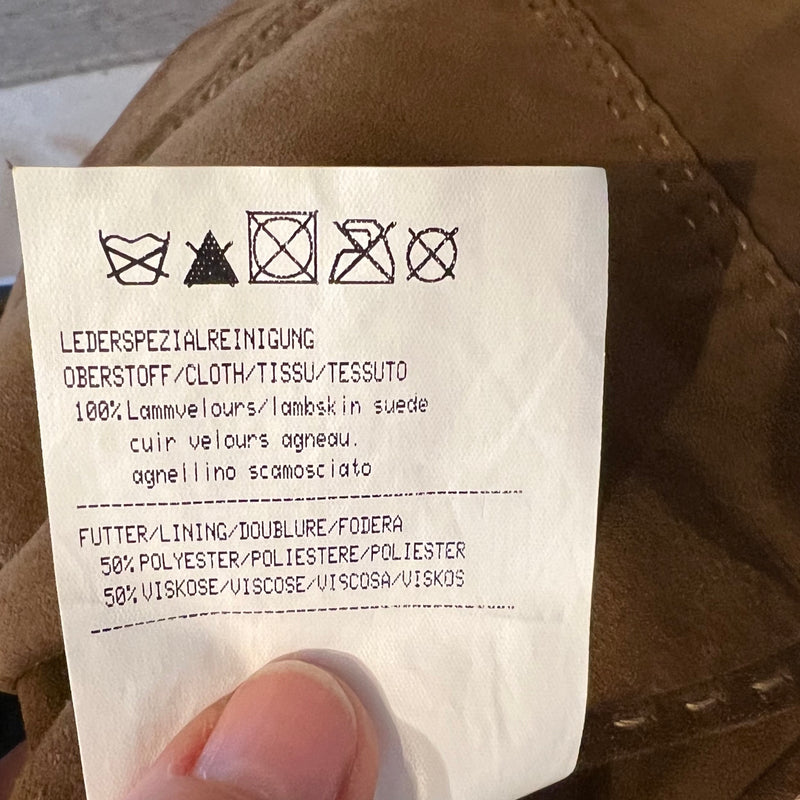 LEDERSPEZIALREINIGUNG
OBERSTOFF/CLOTH/TISSU/TESSUTO
100% Lammvelours/lambskin suede
cuir velours agneau.
agnellino scamosciato
FUTTER/LINING/DOUBLURE/FODERA
50% POLYESTER/POLIESTERE/POLIESTER
50% VISKOSE/VISCOSE/VISCOSA/VISKOS